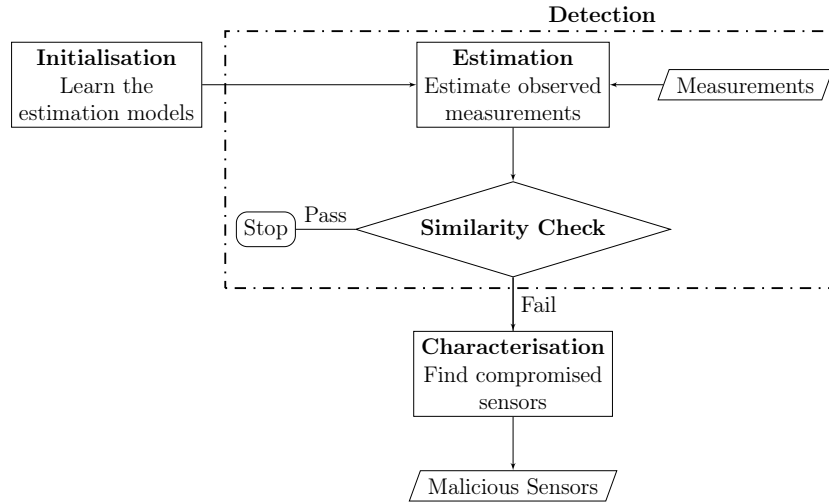 Detection
Initialisation
Learn the
estimation models
Estimation
Estimate observed
measurements
Measurements
Stop
Pass
Similarity Check
Fail
Characterisation
Find compromised
sensors
Malicious Sensors